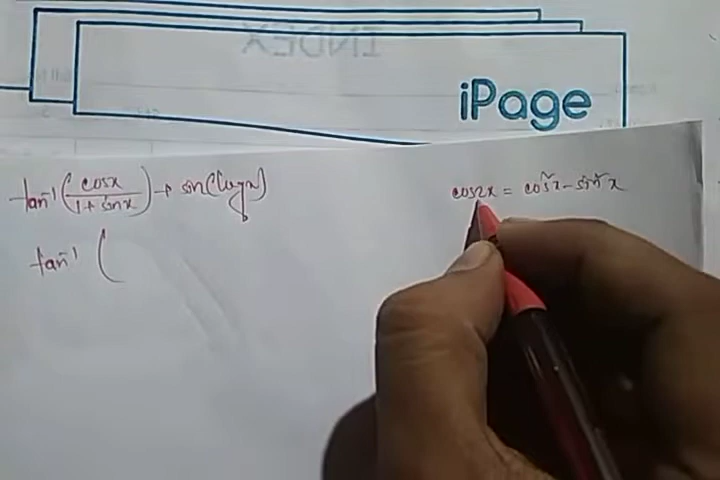 INDEX
iPage
tan⁻¹(cosx/1+sinx) + sin(logx)
cos2x = cos²x - sin²x
tan⁻¹ (